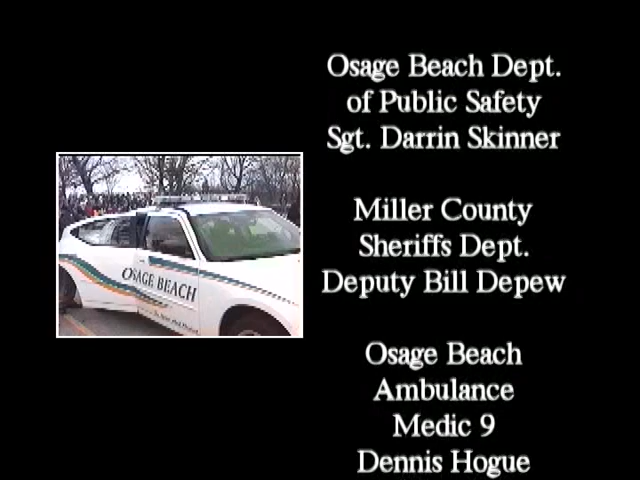 Osage Beach Dept.
of Public Safety
Sgt. Darrin Skinner
Miller County
Sheriffs Dept.
Deputy Bill Depew
Osage Beach
Ambulance
Medic 9
Dennis Hogue
OSAGE BEACH